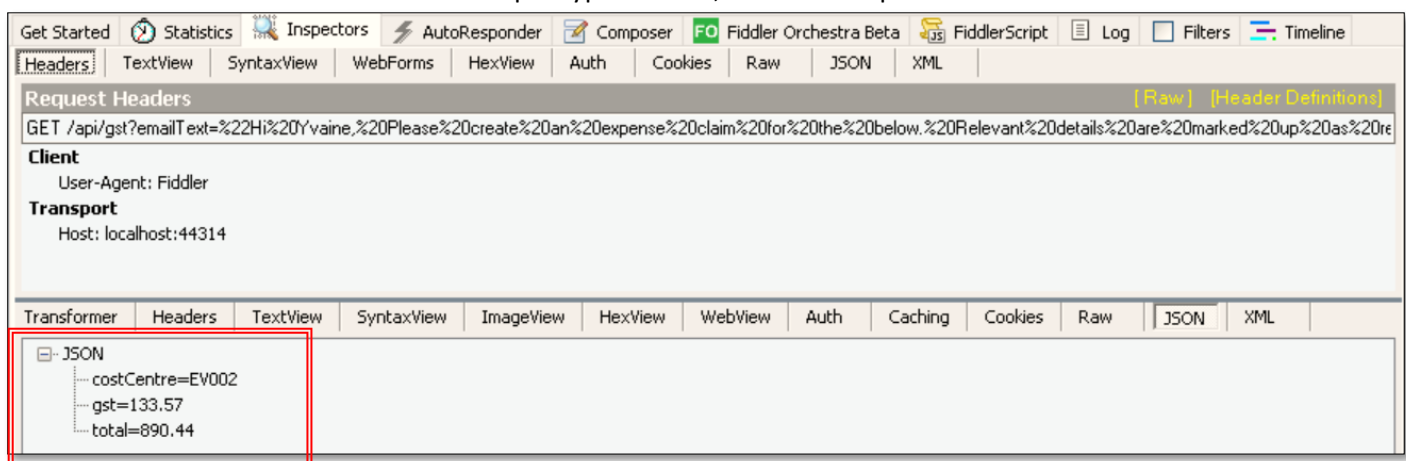 Get Started Statistics Inspectors AutoResponder Composer FO Fiddler Orchestra Beta FiddlerScript Log Filters Timeline
Headers TextView SyntaxView WebForms HexView Auth Cookies Raw JSON XML
Request Headers [Raw] [Header Definitions]
GET /api/gst?emailText=%22Hi%20Yvaine,%20Please%20create%20an%20expense%20claim%20for%20the%20below.%20Relevant%20details%20are%20marked%20up%20as%20re
Client
User-Agent: Fiddler
Transport
Host: localhost:44314
Transformer Headers TextView SyntaxView ImageView HexView WebView Auth Caching Cookies Raw JSON XML
JSON
costCentre=EV002
gst=133.57
total=890.44